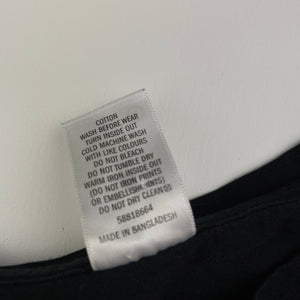 COTTON
WASH BEFORE WEAR
TURN INSIDE OUT
COLD MACHINE WASH
WITH LIKE COLOURS
DO NOT BLEACH
DO NOT TUMBLE DRY
WARM IRON INSIDE OUT
(DO NOT IRON PRINTS
OR EMBELLISHMENTS)
DO NOT DRY CLEAN
58818664
MADE IN BANGLADESH